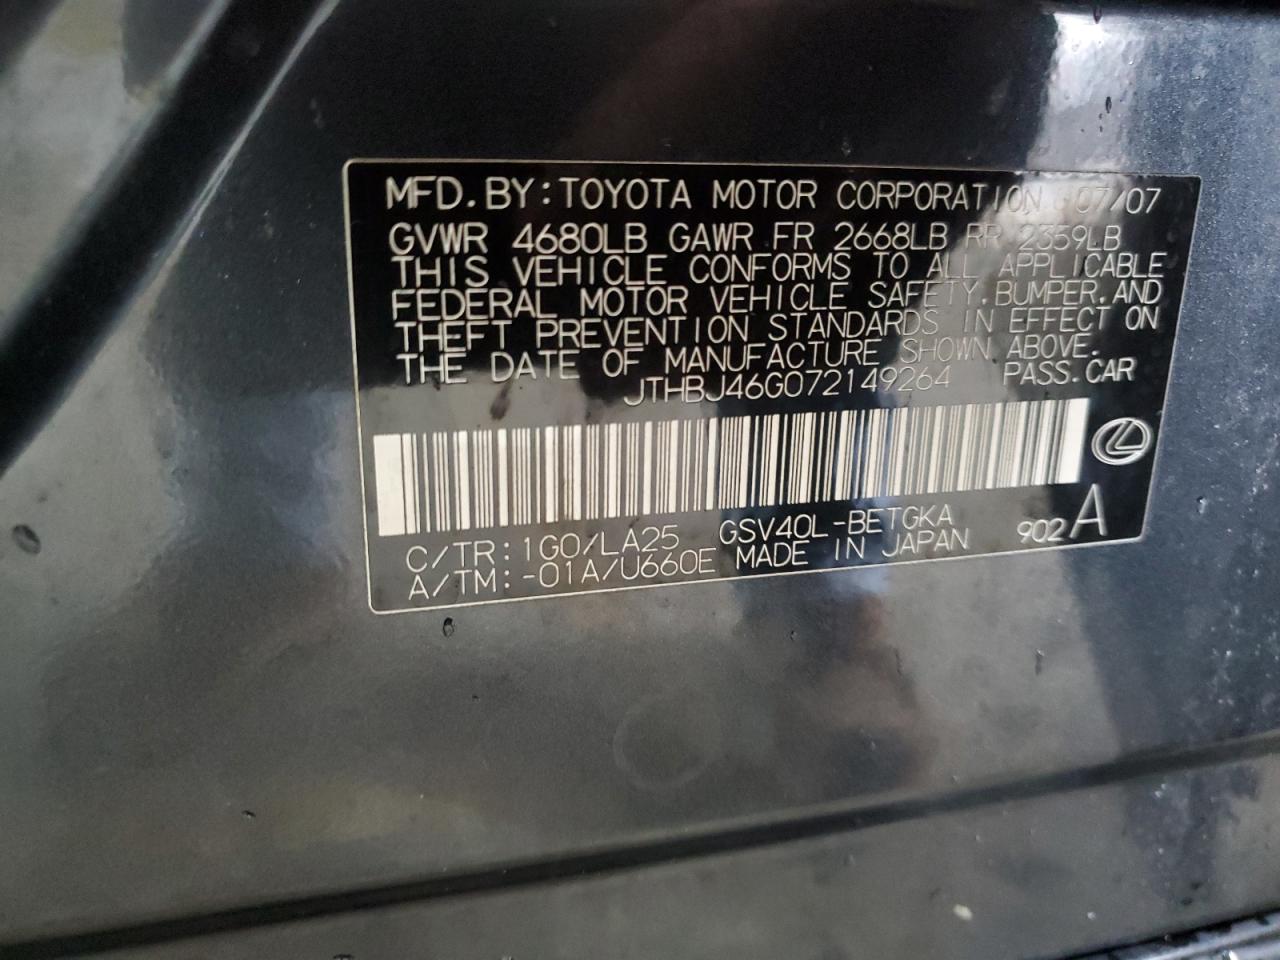 MFD. BY: TOYOTA MOTOR CORPORATION 07/07
GVWR 4680LB GAWR FR 2668LB RR 2359LB
THIS VEHICLE CONFORMS TO ALL APPLICABLE
FEDERAL MOTOR VEHICLE SAFETY, BUMPER, AND
THEFT PREVENTION STANDARDS IN EFFECT ON
THE DATE OF MANUFACTURE SHOWN ABOVE.
JTHBJ46G072149264 PASS. CAR
C/TR: 1G0/LA25 GSV40L-BETGKA
A/TM: -01A/U660E MADE IN JAPAN 902 A